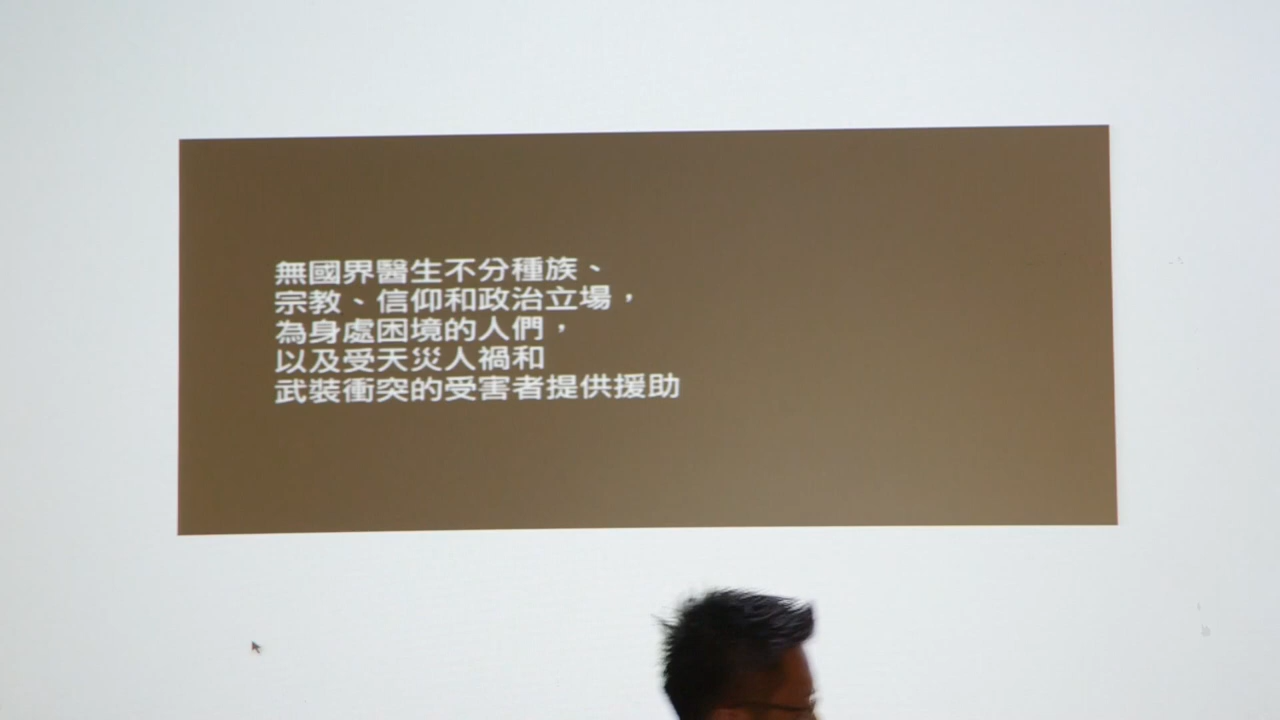 無國界醫生不分種族、
宗教、信仰和政治立場，
為身處困境的人們，
以及受天災人禍和
武裝衝突的受害者提供援助